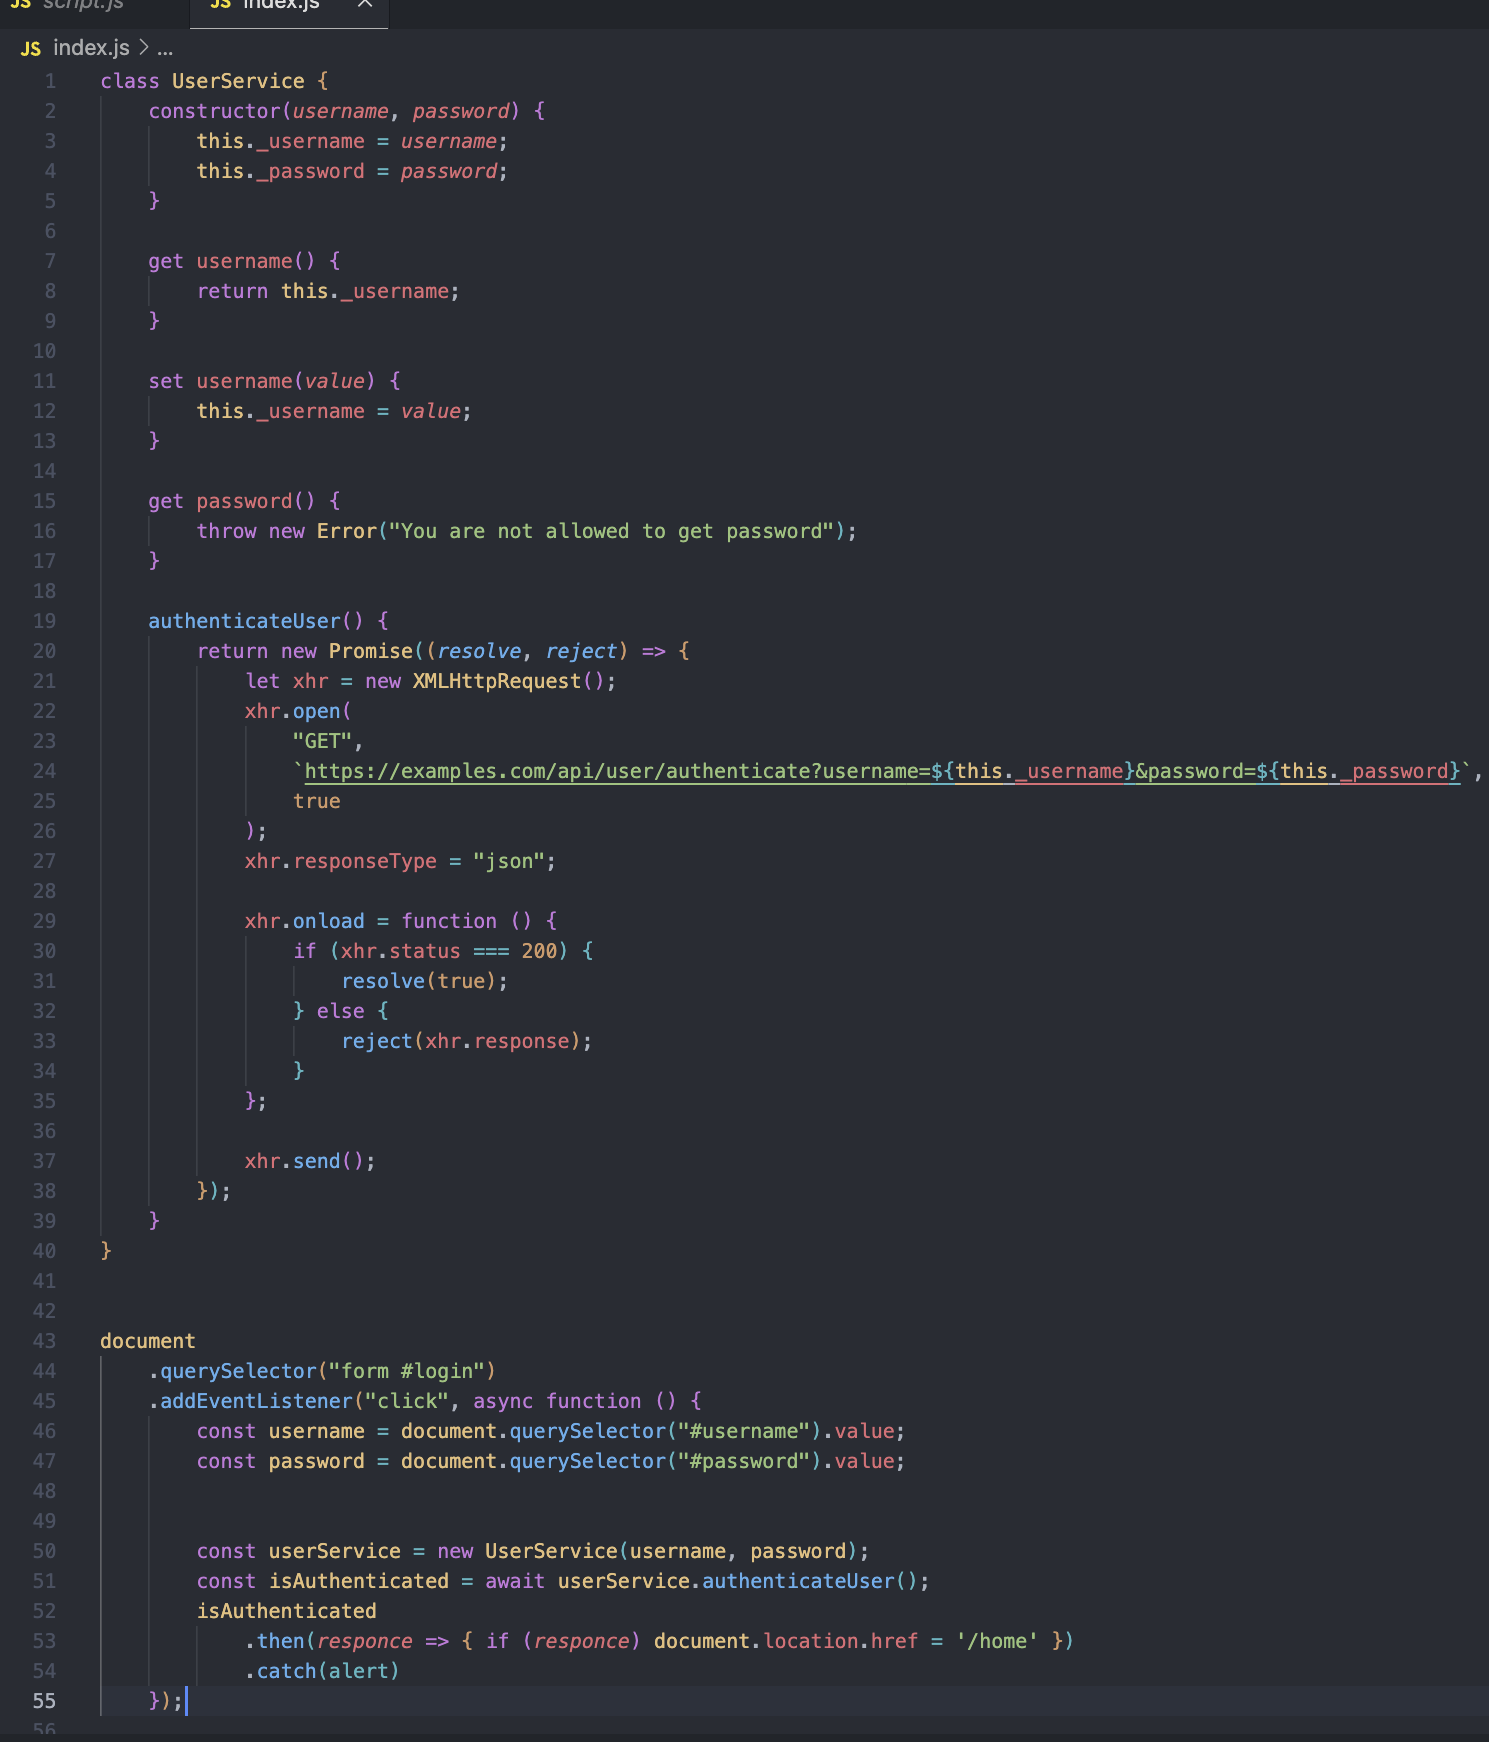 JS script.js
JS index.js ×
JS index.js > ...
1 class UserService {
2 constructor(username, password) {
3 this._username = username;
4 this._password = password;
5 }
6
7 get username() {
8 return this._username;
9 }
10
11 set username(value) {
12 this._username = value;
13 }
14
15 get password() {
16 throw new Error("You are not allowed to get password");
17 }
18
19 authenticateUser() {
20 return new Promise((resolve, reject) => {
21 let xhr = new XMLHttpRequest();
22 xhr.open(
23 "GET",
24 `https://examples.com/api/user/authenticate?username=${this._username}&password=${this._password}`,
25 true
26 );
27 xhr.responseType = "json";
28
29 xhr.onload = function () {
30 if (xhr.status === 200) {
31 resolve(true);
32 } else {
33 reject(xhr.response);
34 }
35 };
36
37 xhr.send();
38 });
39 }
40 }
41
42
43 document
44 .querySelector("form #login")
45 .addEventListener("click", async function () {
46 const username = document.querySelector("#username").value;
47 const password = document.querySelector("#password").value;
48
49
50 const userService = new UserService(username, password);
51 const isAuthenticated = await userService.authenticateUser();
52 isAuthenticated
53 .then(responce => { if (responce) document.location.href = '/home' })
54 .catch(alert)
55 });
56